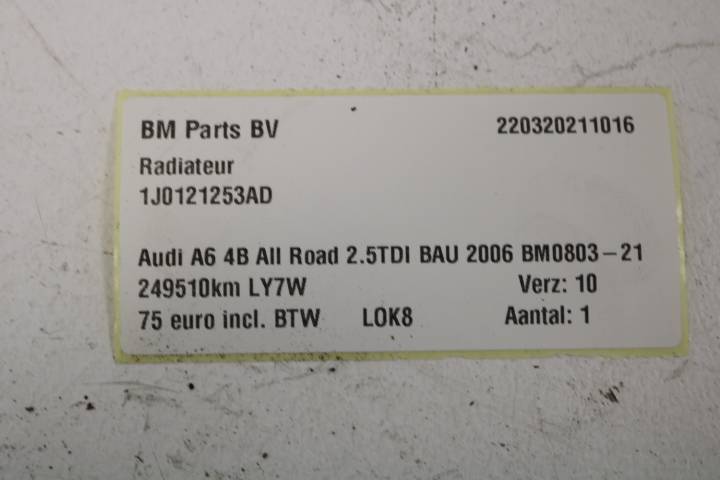 BM Parts BV 220320211016
Radiateur
1J0121253AD
Audi A6 4B All Road 2.5TDI BAU 2006 BM0803-21
249510km LY7W Verz: 10
75 euro incl. BTW LOK8 Aantal: 1